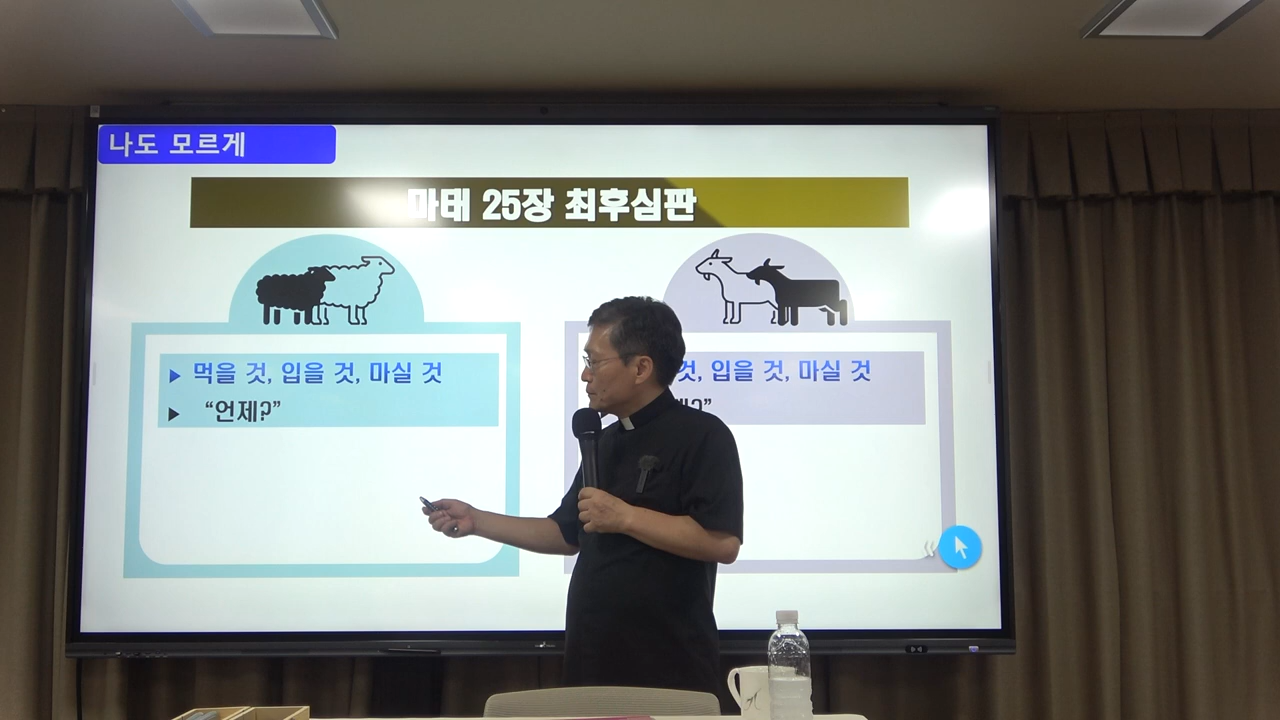 나도 모르게
마태 25장 최후심판
▶ 먹을 것, 입을 것, 마실 것
▶ “언제?”
것, 입을 것, 마실 것